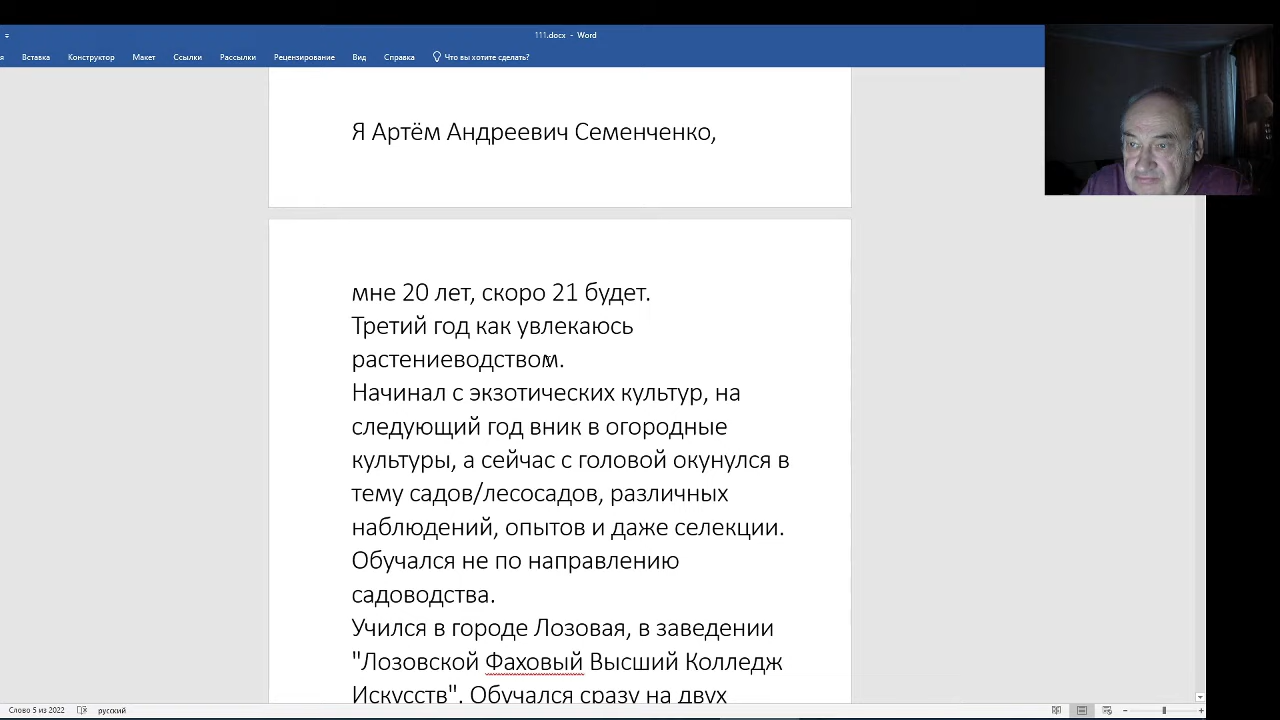 111.docx - Word
я Вставка Конструктор Макет Ссылки Рассылки Рецензирование Вид Справка Что вы хотите сделать?
Я Артём Андреевич Семенченко,
мне 20 лет, скоро 21 будет.
Третий год как увлекаюсь
растениеводством.
Начинал с экзотических культур, на
следующий год вник в огородные
культуры, а сейчас с головой окунулся в
тему садов/лесосадов, различных
наблюдений, опытов и даже селекции.
Обучался не по направлению
садоводства.
Учился в городе Лозовая, в заведении
"Лозовской Фаховый Высший Колледж
Искусств". Обучался сразу на двух
Слово 5 из 2022 русский